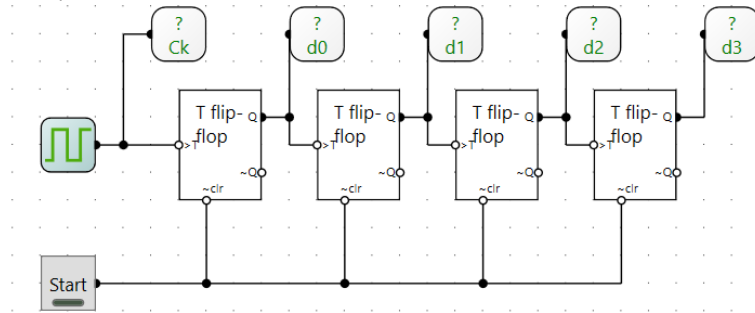 ?
Ck
?
d0
?
d1
?
d2
?
d3
T flip-
flop
Q
>T
~Q
~clr
T flip-
flop
Q
>T
~Q
~clr
T flip-
flop
Q
>T
~Q
~clr
T flip-
flop
Q
>T
~Q
~clr
Start